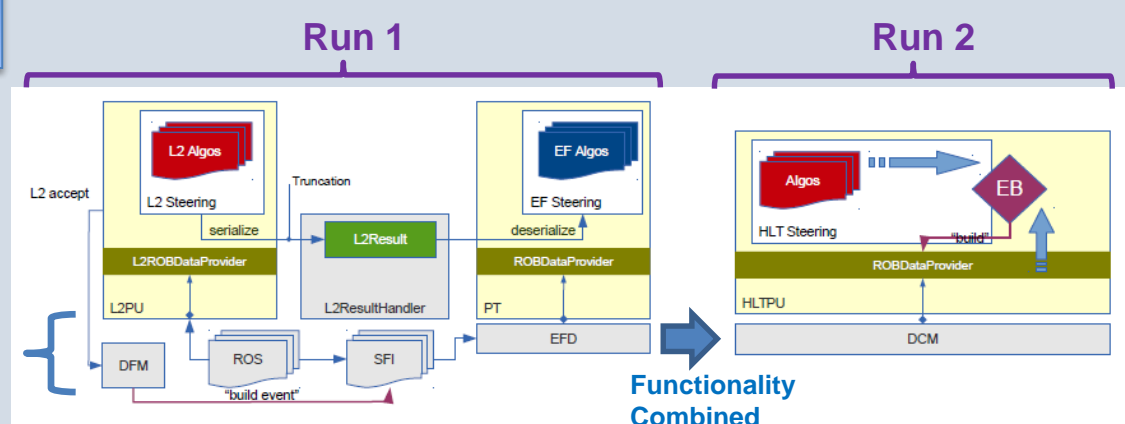 Run 1
Run 2
L2 Algos
L2 Steering
L2 accept
Truncation
serialize
L2Result
deserialize
EF Algos
EF Steering
L2ROBDataProvider
ROBDataProvider
L2PU
L2ResultHandler
PT
DFM
ROS
SFI
EFD
"build event"
Functionality
Combined
Algos
EB
HLT Steering
"build"
ROBDataProvider
HLTPU
DCM